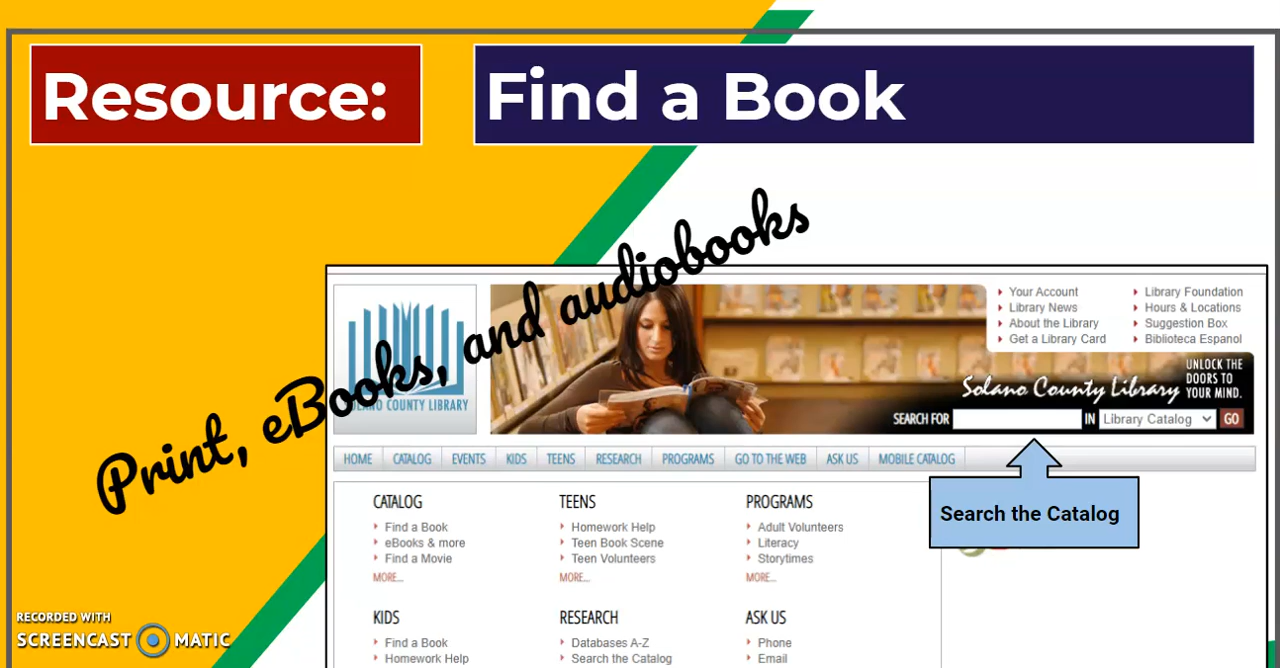 Resource:
Find a Book
Print, eBooks, and audiobooks
SOLANO COUNTY LIBRARY
Your Account
Library News
About the Library
Get a Library Card
Library Foundation
Hours & Locations
Suggestion Box
Biblioteca Espanol
Solano County Library
UNLOCK THE
DOORS TO
YOUR MIND.
SEARCH FOR IN Library Catalog GO
HOME CATALOG EVENTS KIDS TEENS RESEARCH PROGRAMS GO TO THE WEB ASK US MOBILE CATALOG
Search the Catalog
CATALOG
Find a Book
eBooks & more
Find a Movie
MORE...
TEENS
Homework Help
Teen Book Scene
Teen Volunteers
MORE...
PROGRAMS
Adult Volunteers
Literacy
Storytimes
MORE...
KIDS
Find a Book
Homework Help
RESEARCH
Databases A-Z
Search the Catalog
ASK US
Phone
Email
RECORDED WITH
SCREENCAST MATIC